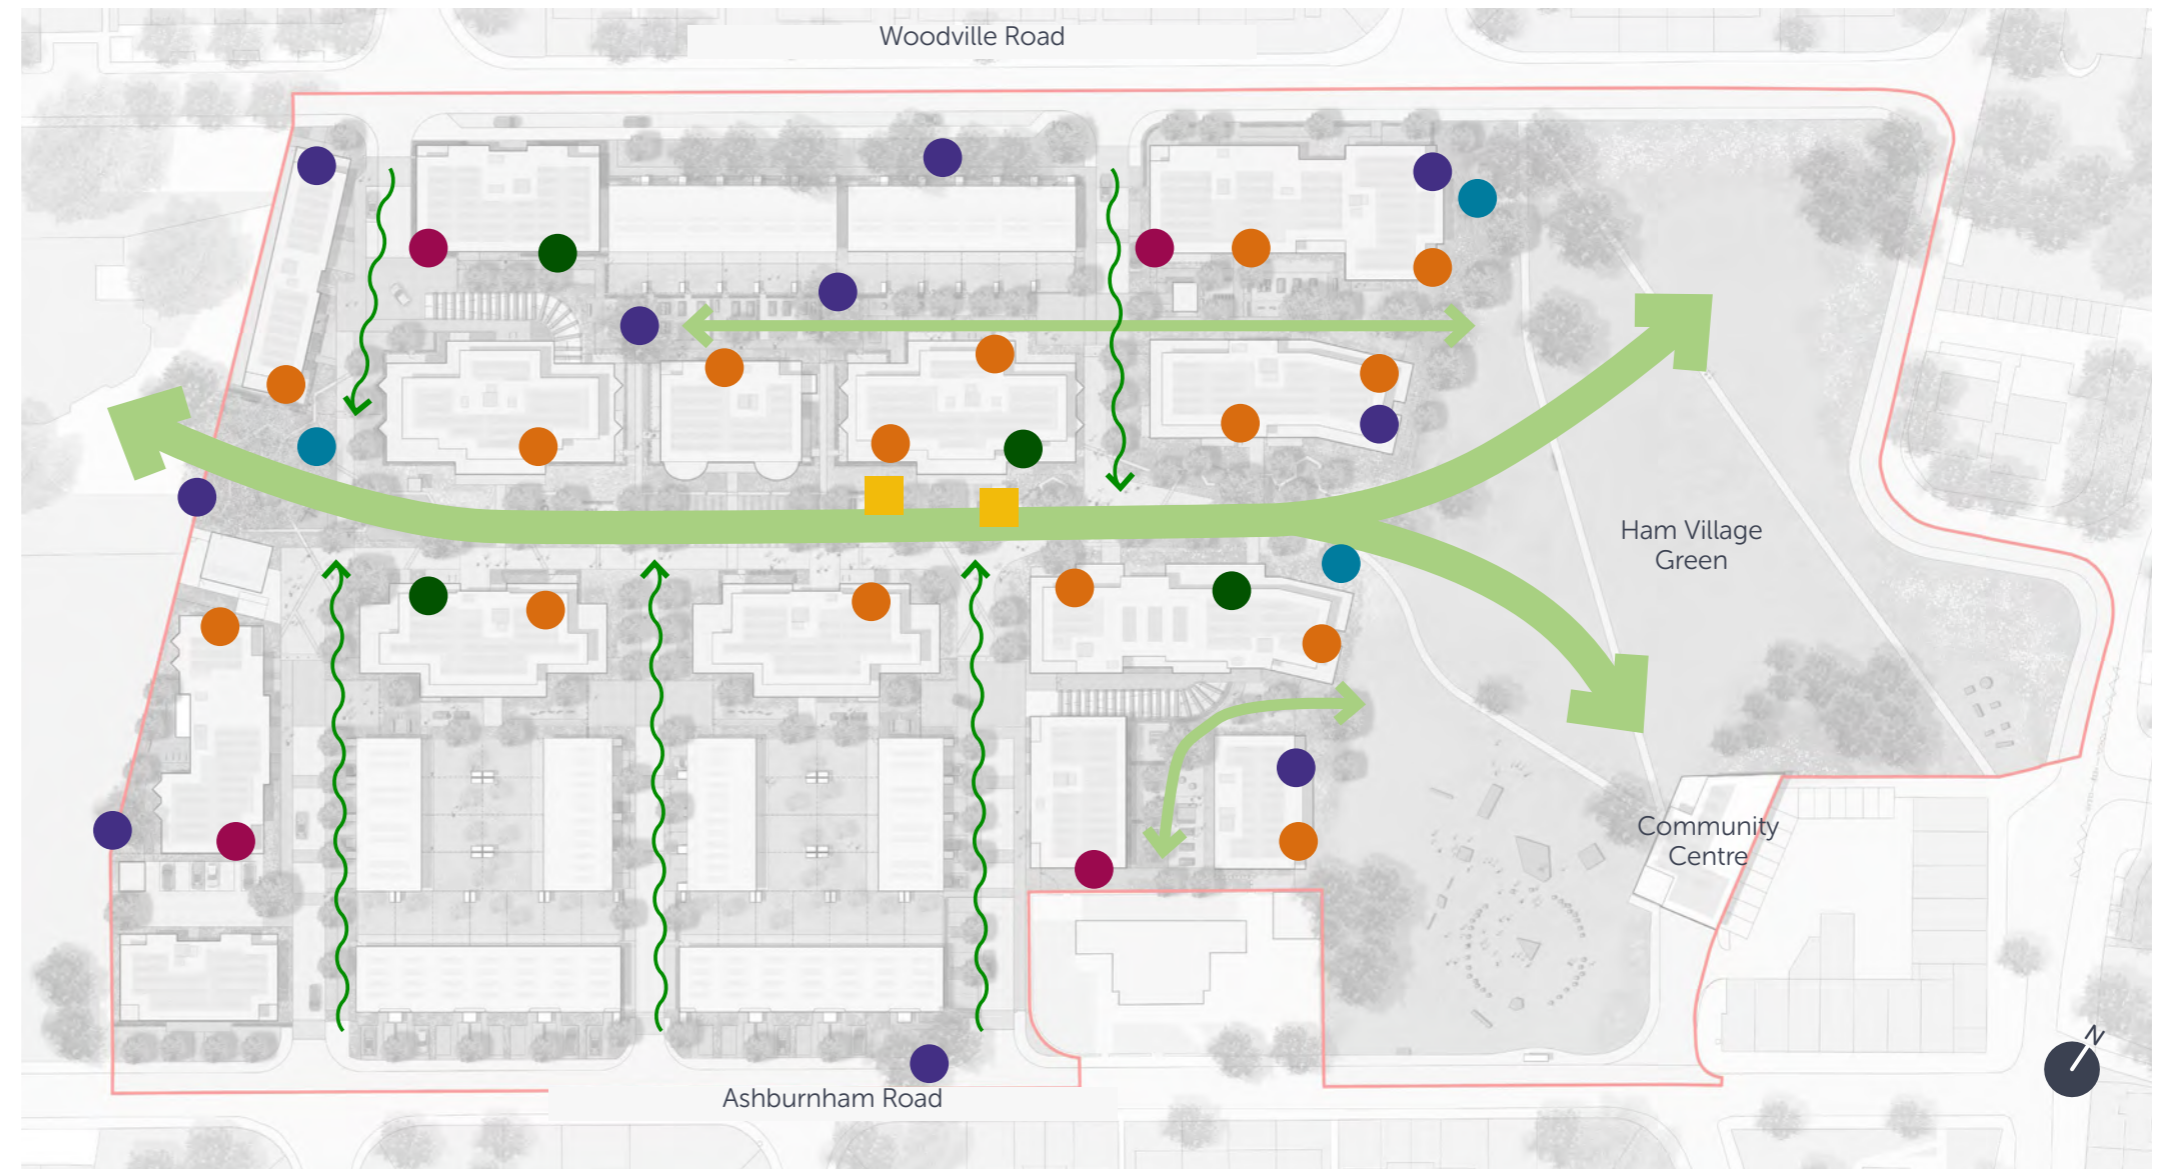 Woodville Road
Ham Village
Green
Community
Centre
N
Ashburnham Road